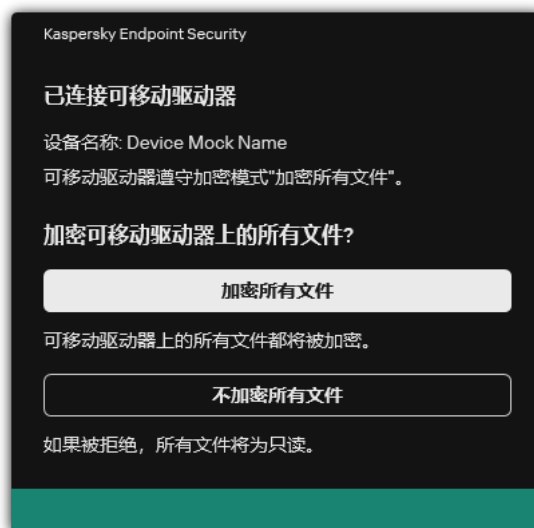 Kaspersky Endpoint Security
已连接可移动驱动器
设备名称: Device Mock Name
可移动驱动器遵守加密模式"加密所有文件"。
加密可移动驱动器上的所有文件?
加密所有文件
可移动驱动器上的所有文件都将被加密。
不加密所有文件
如果被拒绝，所有文件将为只读。